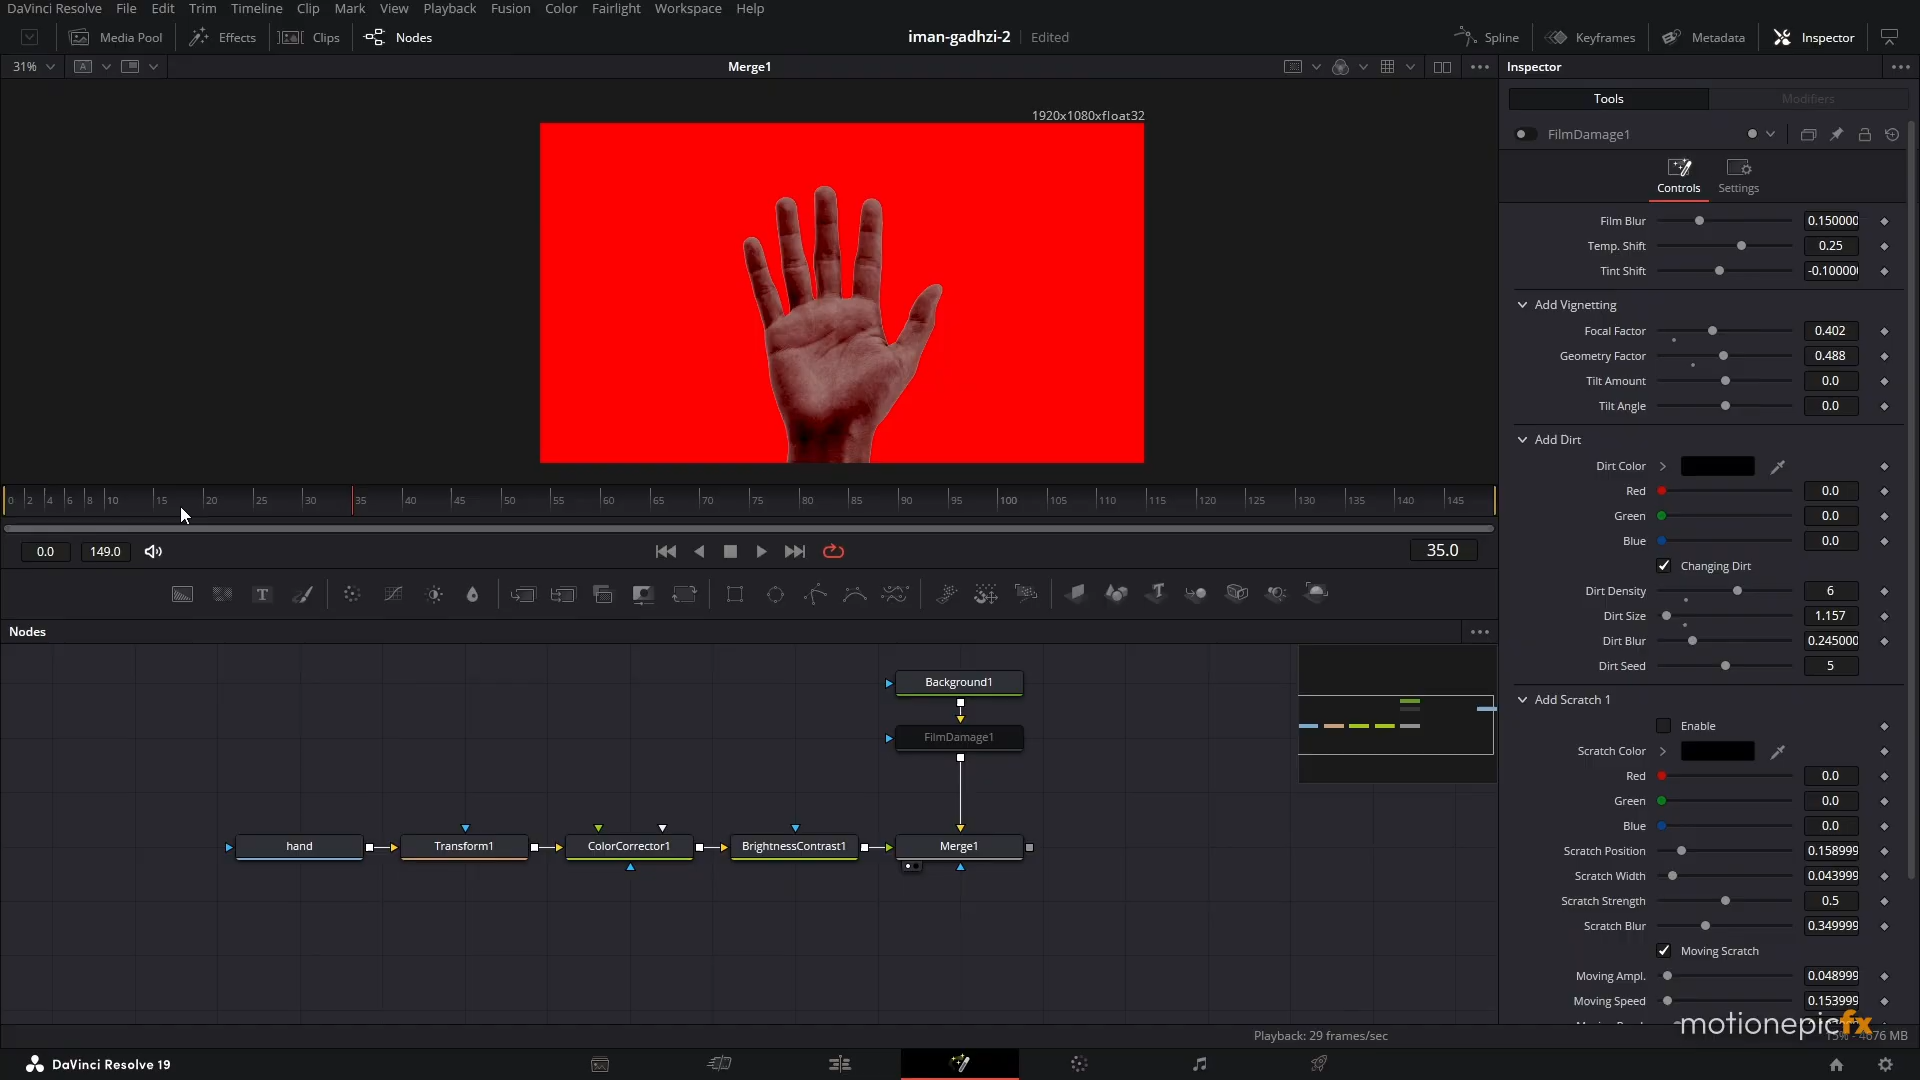 DaVinci Resolve File Edit Trim Timeline Clip Mark View Playback Fusion Color Fairlight Workspace Help
Media Pool Effects Clips Nodes iman-gadhzi-2 Edited Spline Keyframes Metadata Inspector
31% A Merge1 Inspector
Tools Modifiers
1920x1080xfloat32
FilmDamage1
Controls Settings
Film Blur 0.150000
Temp. Shift 0.25
Tint Shift -0.10000
Add Vignetting
Focal Factor 0.402
Geometry Factor 0.488
Tilt Amount 0.0
Tilt Angle 0.0
Add Dirt
Dirt Color
Red 0.0
Green 0.0
Blue 0.0
Changing Dirt
Dirt Density 6
Dirt Size 1.157
Dirt Blur 0.245000
Dirt Seed 5
Add Scratch 1
Enable
Scratch Color
Red 0.0
Green 0.0
Blue 0.0
Scratch Position 0.158999
Scratch Width 0.043999
Scratch Strength 0.5
Scratch Blur 0.349999
Moving Scratch
Moving Ampl. 0.048999
Moving Speed 0.153999
0 2 4 6 8 10 15 20 25 30 35 40 45 50 55 60 65 70 75 80 85 90 95 100 105 110 115 120 125 130 135 140 145
0.0 149.0 35.0
T T
Nodes
Background1
FilmDamage1
hand Transform1 ColorCorrector1 BrightnessContrast1 Merge1
motionepicfx
Playback: 29 frames/sec 15% - 4676 MB
DaVinci Resolve 19